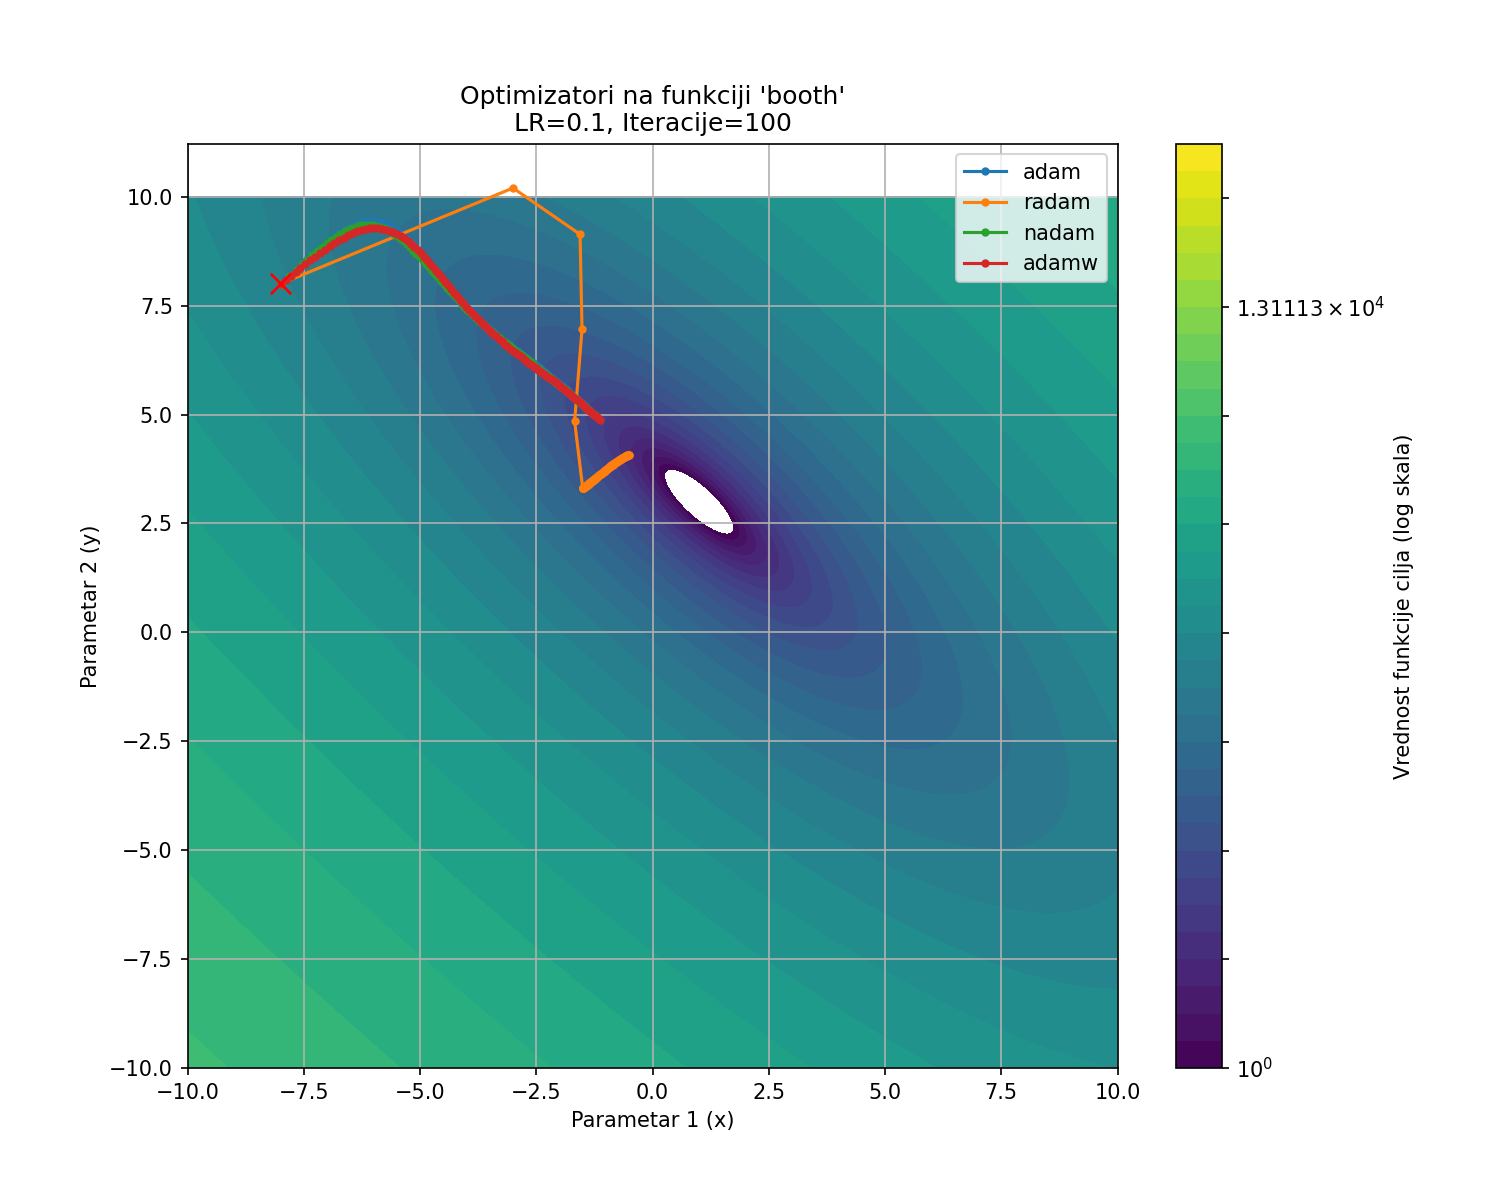 Optimizatori na funkciji 'booth'
LR=0.1, Iteracije=100
adam
radam
nadam
adamw
10.0
7.5
5.0
2.5
0.0
−2.5
−5.0
−7.5
−10.0
Parametar 2 (y)
−10.0 −7.5 −5.0 −2.5 0.0 2.5 5.0 7.5 10.0
Parametar 1 (x)
1.31113 × 10⁴
10⁰
Vrednost funkcije cilja (log skala)